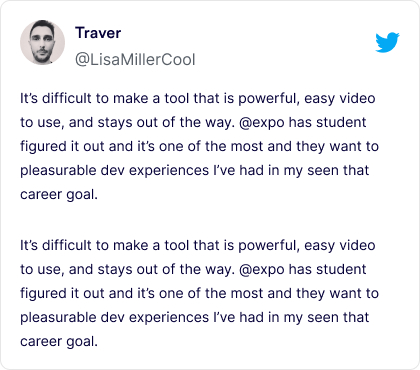 Traver
@LisaMillerCool
It’s difficult to make a tool that is powerful, easy video
to use, and stays out of the way. @expo has student
figured it out and it’s one of the most and they want to
pleasurable dev experiences I’ve had in my seen that
career goal.
It’s difficult to make a tool that is powerful, easy video
to use, and stays out of the way. @expo has student
figured it out and it’s one of the most and they want to
pleasurable dev experiences I’ve had in my seen that
career goal.